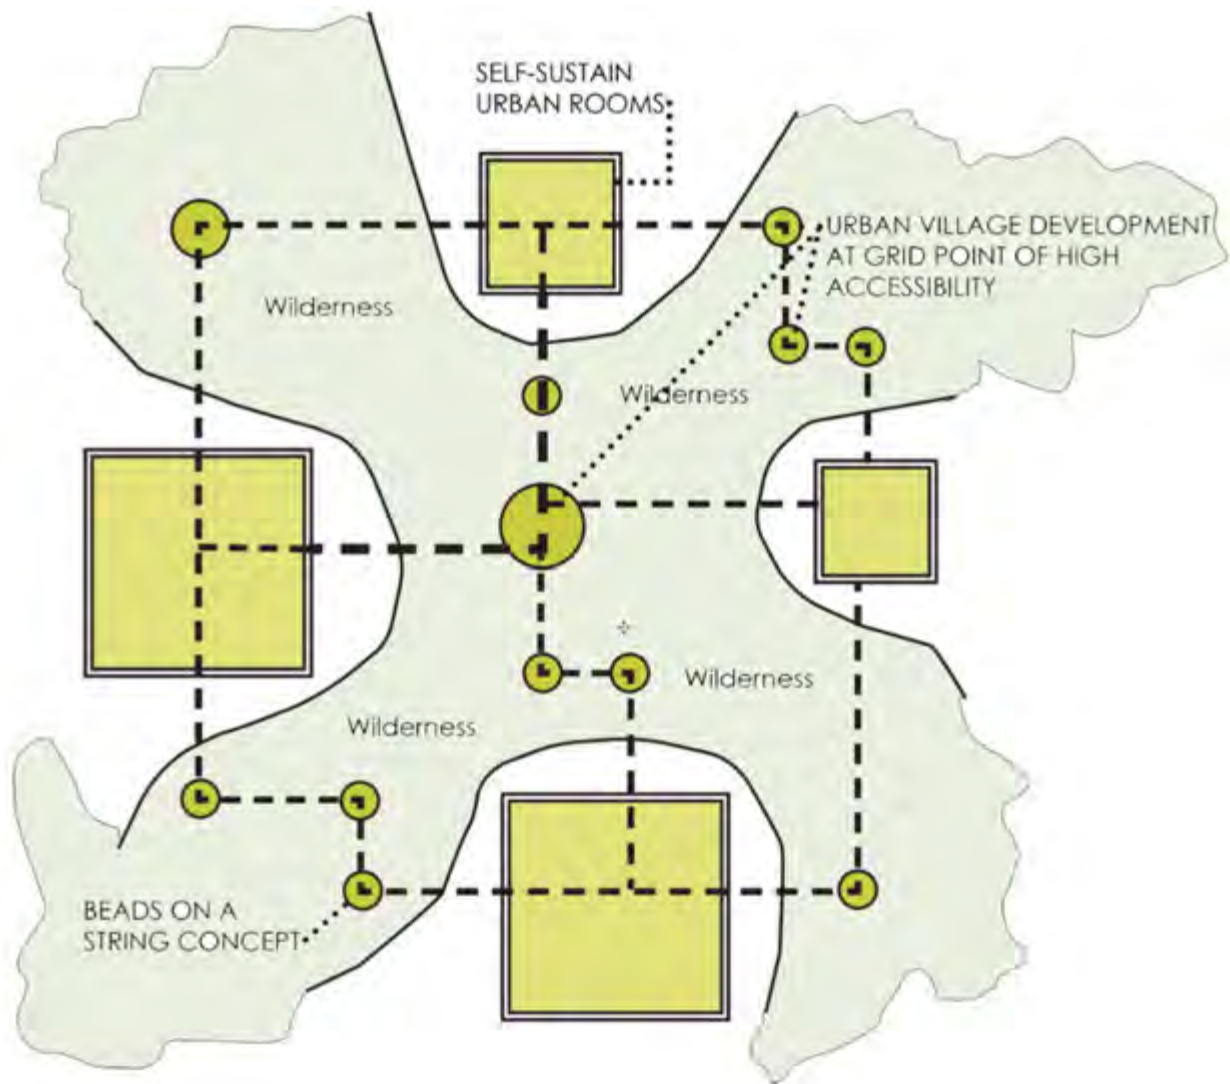 SELF-SUSTAIN
URBAN ROOMS
URBAN VILLAGE DEVELOPMENT
AT GRID POINT OF HIGH
ACCESSIBILITY
Wilderness
Wilderness
Wilderness
Wilderness
BEADS ON A
STRING CONCEPT